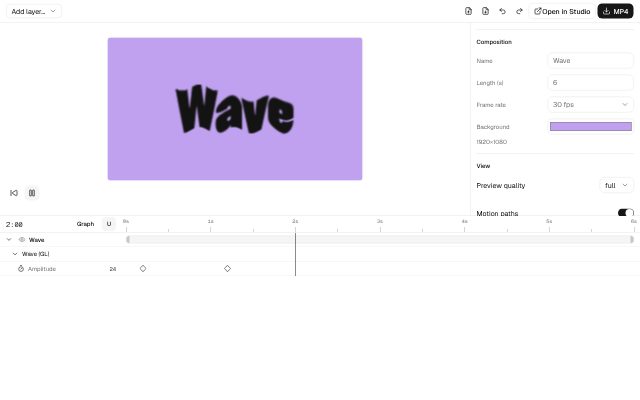 Add layer...
Open in Studio
MP4
Wave
Composition
Name
Wave
Length (s)
6
Frame rate
30 fps
Background
1920×1080
View
Preview quality
full
Motion paths
2:00
Graph
U
0s
1s
2s
3s
4s
5s
6s
Wave
Wave (GL)
Amplitude
24